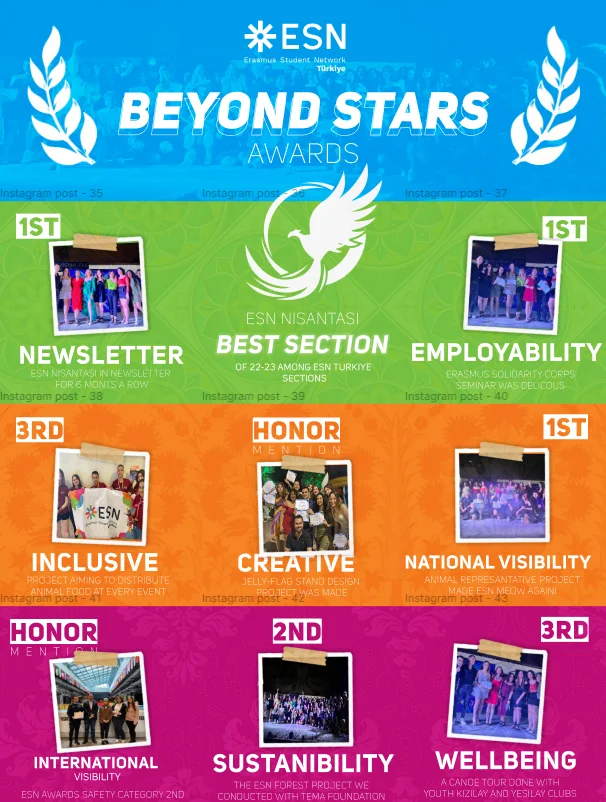 ESN
Erasmus Student Network
Türkiye
BEYOND STARS
AWARDS
Instagram post - 35
Instagram post - 36
Instagram post - 37
1ST
NEWSLETTER
ESN NISANTASI IN NEWSLETTER
FOR 6 MONTS A ROW
ESN NISANTASI
BEST SECTION
OF 22-23 AMONG ESN TURKIYE
SECTIONS
1ST
EMPLOYABILITY
ERASMUS SOLIDARITY CORPS
SEMINAR WAS DELICOUS
Instagram post - 38
Instagram post - 39
Instagram post - 40
3RD
ESN
INCLUSIVE
PROJECT AIMING TO DISTRIBUTE
ANIMAL FOOD AT EVERY EVENT
HONOR
MENTION
CREATIVE
JELLY-FLAG STAND DESIGN
PROJECT WAS MADE
1ST
NATIONAL VISIBILITY
ANIMAL REPRESANTATIVE PROJECT
MADE ESN MEOW AGAIN!
Instagram post - 41
Instagram post - 42
Instagram post - 43
HONOR
MENTION
INTERNATIONAL
VISIBILITY
ESN AWARDS SAFETY CATEGORY 2ND
2ND
SUSTANIBILITY
THE ESN FOREST PROJECT WE
CONDUCTED WITH TEMA FOUNDATION
3RD
WELLBEING
A CANOE TOUR DONE WITH
YOUTH KIZILAY AND YESILAY CLUBS